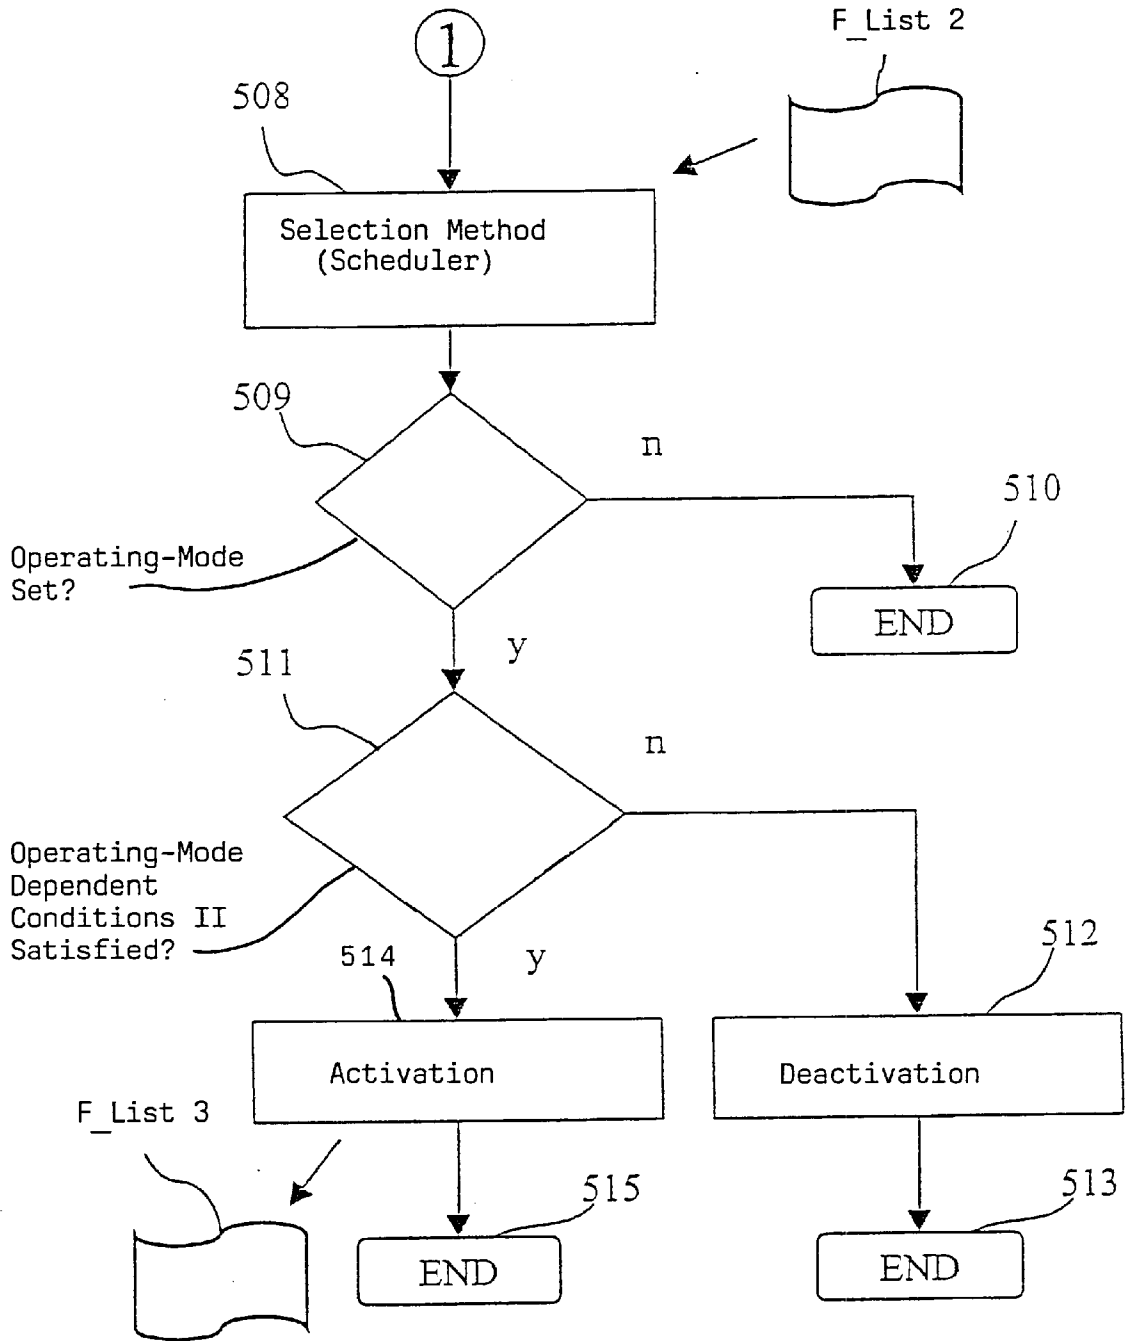 1
F_List 2
508
Selection Method
(Scheduler)
509
n
510
Operating-Mode
Set?
END
y
511
n
Operating-Mode
Dependent
Conditions II
Satisfied?
y
514
512
Activation
Deactivation
F_List 3
515
513
END
END